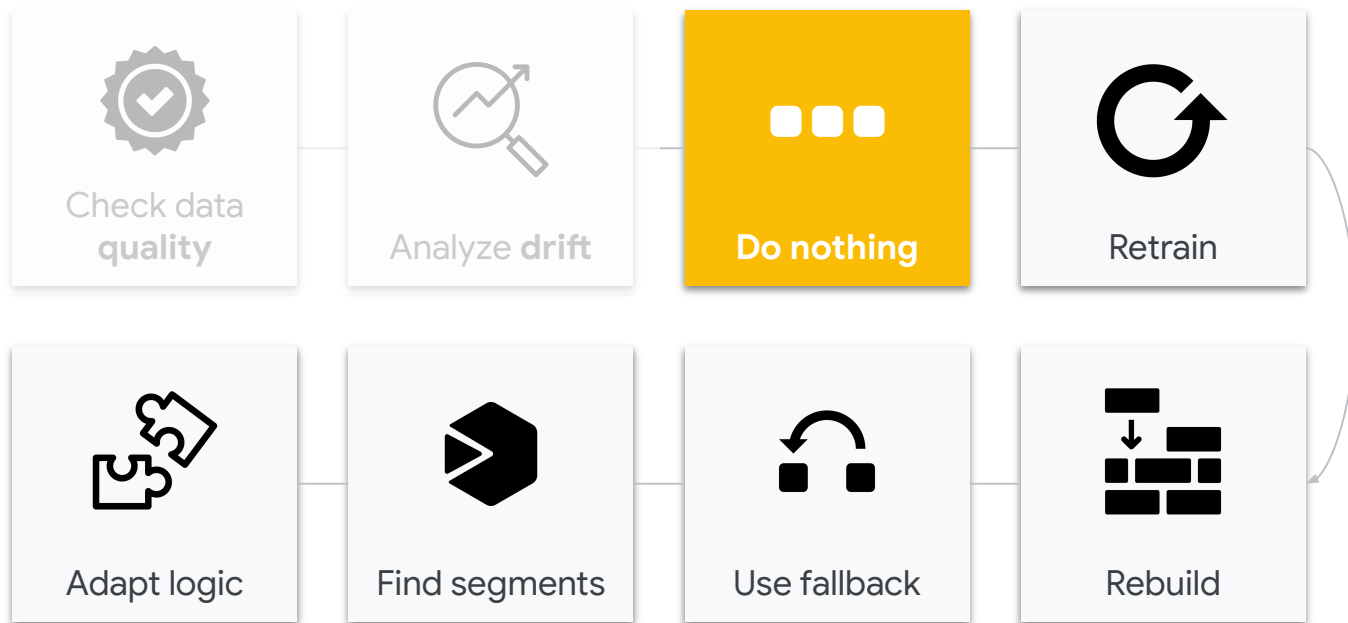 Check data
quality
Analyze drift
Do nothing
Retrain
Adapt logic
Find segments
Use fallback
Rebuild